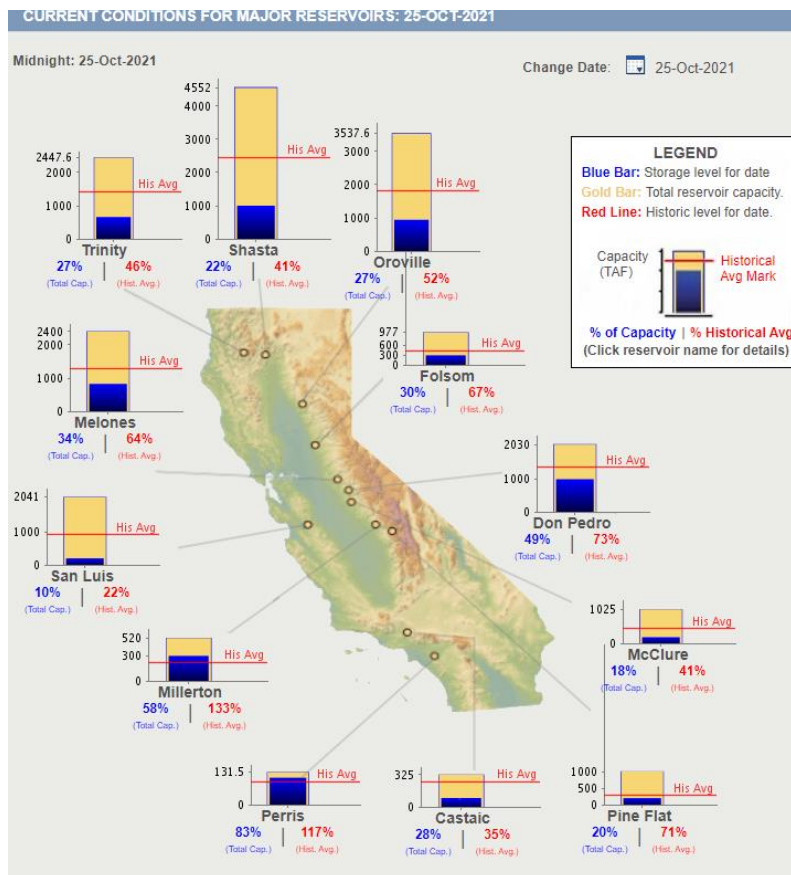 CURRENT CONDITIONS FOR MAJOR RESERVOIRS: 25-OCT-2021
Midnight: 25-Oct-2021
Change Date: 25-Oct-2021
2447.6
2000
1000
0
His Avg
Trinity
27% | 46%
(Total Cap.) (Hist. Avg.)
4552
4000
3000
2000
1000
0
His Avg
Shasta
22% | 41%
(Total Cap.) (Hist. Avg.)
3537.6
3000
2000
1000
0
His Avg
Oroville
27% | 52%
(Total Cap.) (Hist. Avg.)
LEGEND
Blue Bar: Storage level for date
Gold Bar: Total reservoir capacity.
Red Line: Historic level for date.
Capacity
(TAF)
Historical
Avg Mark
% of Capacity | % Historical Avg
(Click reservoir name for details)
2400
2000
1000
0
His Avg
Melones
34% | 64%
(Total Cap.) (Hist. Avg.)
977
600
300
0
His Avg
Folsom
30% | 67%
(Total Cap.) (Hist. Avg.)
2030
1000
0
His Avg
Don Pedro
49% | 73%
(Total Cap.) (Hist. Avg.)
2041
1000
0
His Avg
San Luis
10% | 22%
(Total Cap.) (Hist. Avg.)
1025
0
His Avg
McClure
18% | 41%
(Total Cap.) (Hist. Avg.)
520
300
0
His Avg
Millerton
58% | 133%
(Total Cap.) (Hist. Avg.)
131.5
0
His Avg
Perris
83% | 117%
(Total Cap.) (Hist. Avg.)
325
0
His Avg
Castaic
28% | 35%
(Total Cap.) (Hist. Avg.)
1000
500
0
His Avg
Pine Flat
20% | 71%
(Total Cap.) (Hist. Avg.)